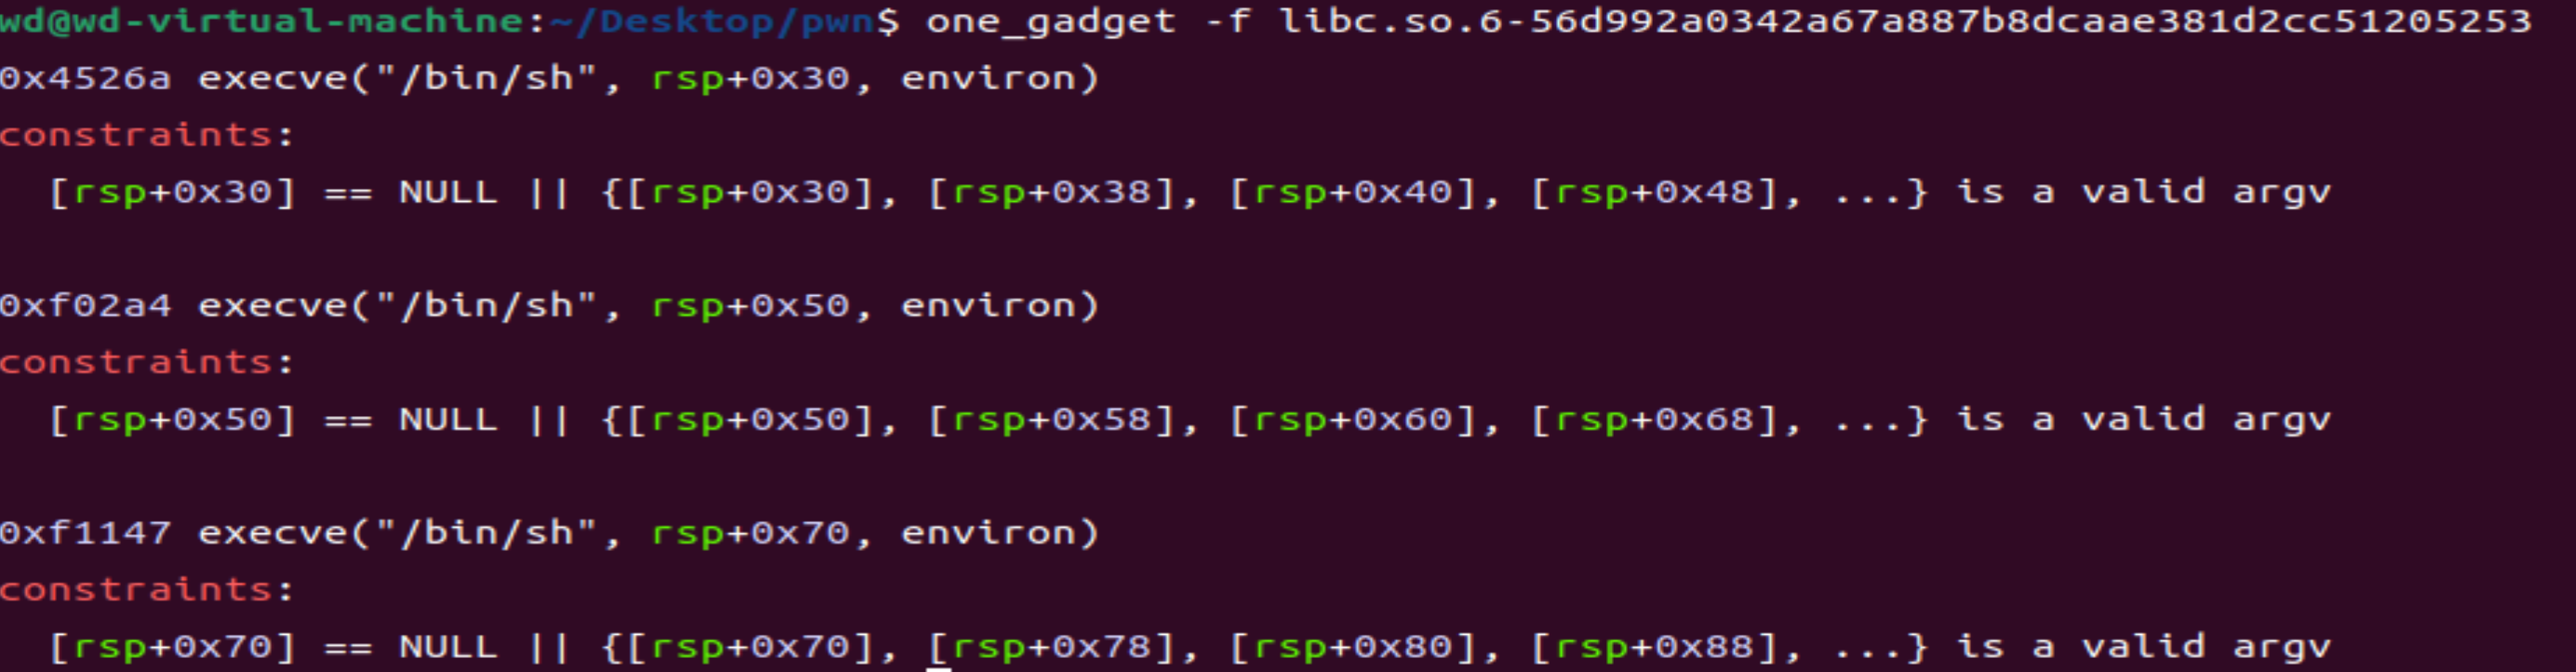 wd@wd-virtual-machine:~/Desktop/pwn$ one_gadget -f libc.so.6-56d992a0342a67a887b8dcaae381d2cc51205253
0x4526a execve("/bin/sh", rsp+0x30, environ)
constraints:
  [rsp+0x30] == NULL || {[rsp+0x30], [rsp+0x38], [rsp+0x40], [rsp+0x48], ...} is a valid argv

0xf02a4 execve("/bin/sh", rsp+0x50, environ)
constraints:
  [rsp+0x50] == NULL || {[rsp+0x50], [rsp+0x58], [rsp+0x60], [rsp+0x68], ...} is a valid argv

0xf1147 execve("/bin/sh", rsp+0x70, environ)
constraints:
  [rsp+0x70] == NULL || {[rsp+0x70], [rsp+0x78], [rsp+0x80], [rsp+0x88], ...} is a valid argv